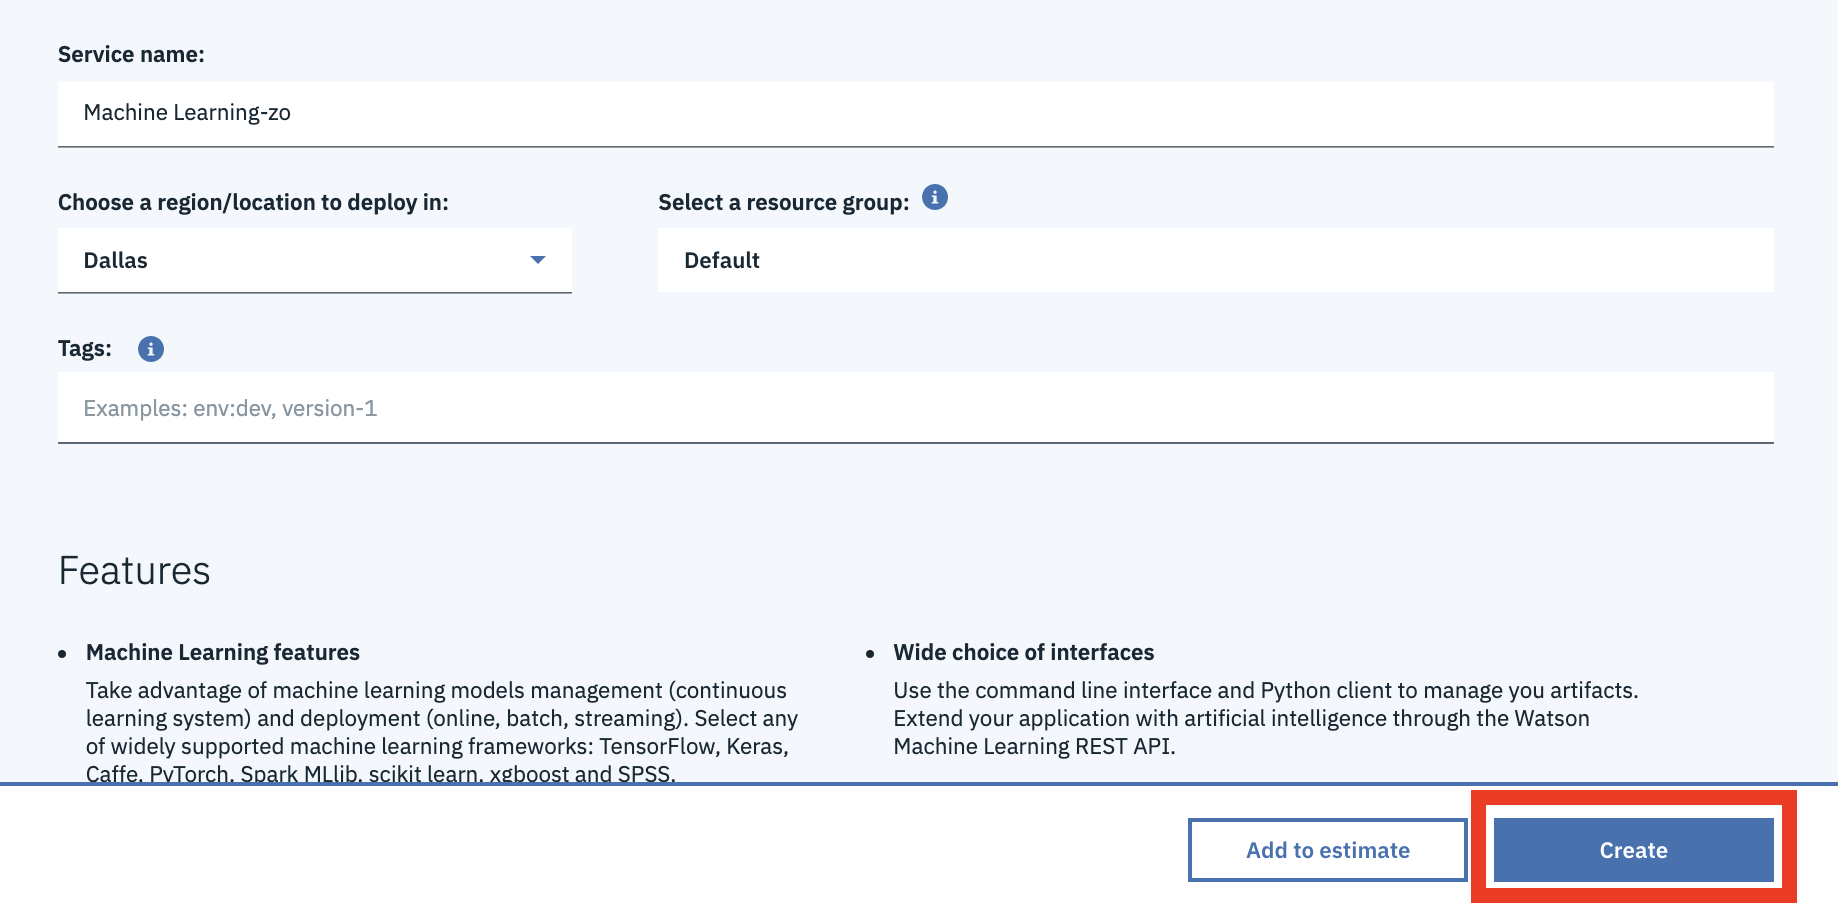 Service name:
Machine Learning-zo
Choose a region/location to deploy in:
Select a resource group:
Dallas
Default
Tags:
Examples: env:dev, version-1
Features
Machine Learning features
Take advantage of machine learning models management (continuous
learning system) and deployment (online, batch, streaming). Select any
of widely supported machine learning frameworks: TensorFlow, Keras,
Caffe, PyTorch, Spark MLlib, scikit learn, xgboost and SPSS.
Wide choice of interfaces
Use the command line interface and Python client to manage you artifacts.
Extend your application with artificial intelligence through the Watson
Machine Learning REST API.
Add to estimate
Create